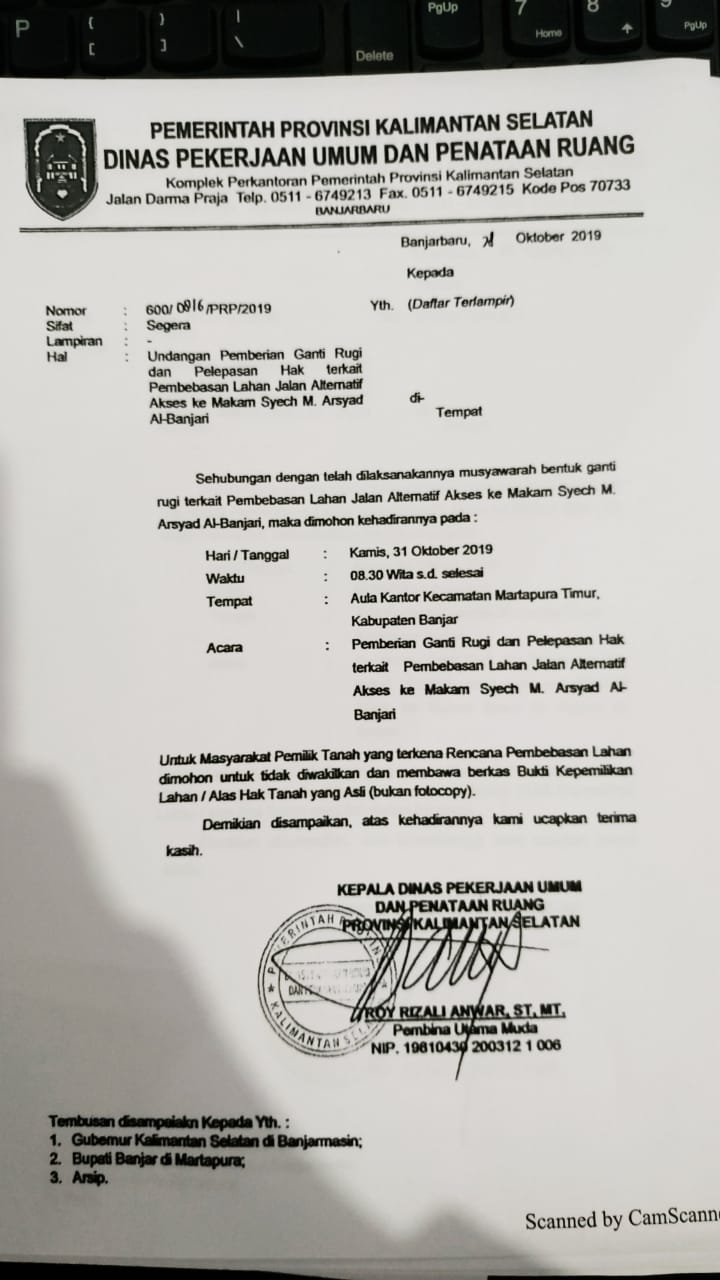 P
{
[
}
]
|
\
Delete
PgUp
7
Home
8
9
PgUp
PEMERINTAH PROVINSI KALIMANTAN SELATAN
DINAS PEKERJAAN UMUM DAN PENATAAN RUANG
Komplek Perkantoran Pemerintah Provinsi Kalimantan Selatan
Jalan Darma Praja Telp. 0511 - 6749213 Fax. 0511 - 6749215 Kode Pos 70733
BANJARBARU
Banjarbaru, Oktober 2019
Kepada
Nomor : 600/ 0816 /PRP/2019 Yth. (Daftar Terlampir)
Sifat : Segera
Lampiran : -
Hal : Undangan Pemberian Ganti Rugi
dan Pelepasan Hak terkait
Pembebasan Lahan Jalan Alternatif
Akses ke Makam Syech M. Arsyad di-
Al-Banjari Tempat
Sehubungan dengan telah dilaksanakannya musyawarah bentuk ganti
rugi terkait Pembebasan Lahan Jalan Alternatif Akses ke Makam Syech M.
Arsyad Al-Banjari, maka dimohon kehadirannya pada :
Hari / Tanggal : Kamis, 31 Oktober 2019
Waktu : 08.30 Wita s.d. selesai
Tempat : Aula Kantor Kecamatan Martapura Timur,
Kabupaten Banjar
Acara : Pemberian Ganti Rugi dan Pelepasan Hak
terkait Pembebasan Lahan Jalan Alternatif
Akses ke Makam Syech M. Arsyad Al-
Banjari
Untuk Masyarakat Pemilik Tanah yang terkena Rencana Pembebasan Lahan
dimohon untuk tidak diwakilkan dan membawa berkas Bukti Kepemilikan
Lahan / Alas Hak Tanah yang Asli (bukan fotocopy).
Demikian disampaikan, atas kehadirannya kami ucapkan terima
kasih.
KEPALA DINAS PEKERJAAN UMUM
DAN PENATAAN RUANG
PROVINSI KALIMANTAN SELATAN
PEMERINTAH PROVINSI
KALIMANTAN SELA
ROY RIZALI ANWAR, ST, MT.
Pembina Utama Muda
NIP. 19810430 200312 1 006
Tembusan disampaiakn Kepada Yth. :
1. Gubernur Kalimantan Selatan di Banjarmasin;
2. Bupati Banjar di Martapura;
3. Arsip.
Scanned by CamScanne